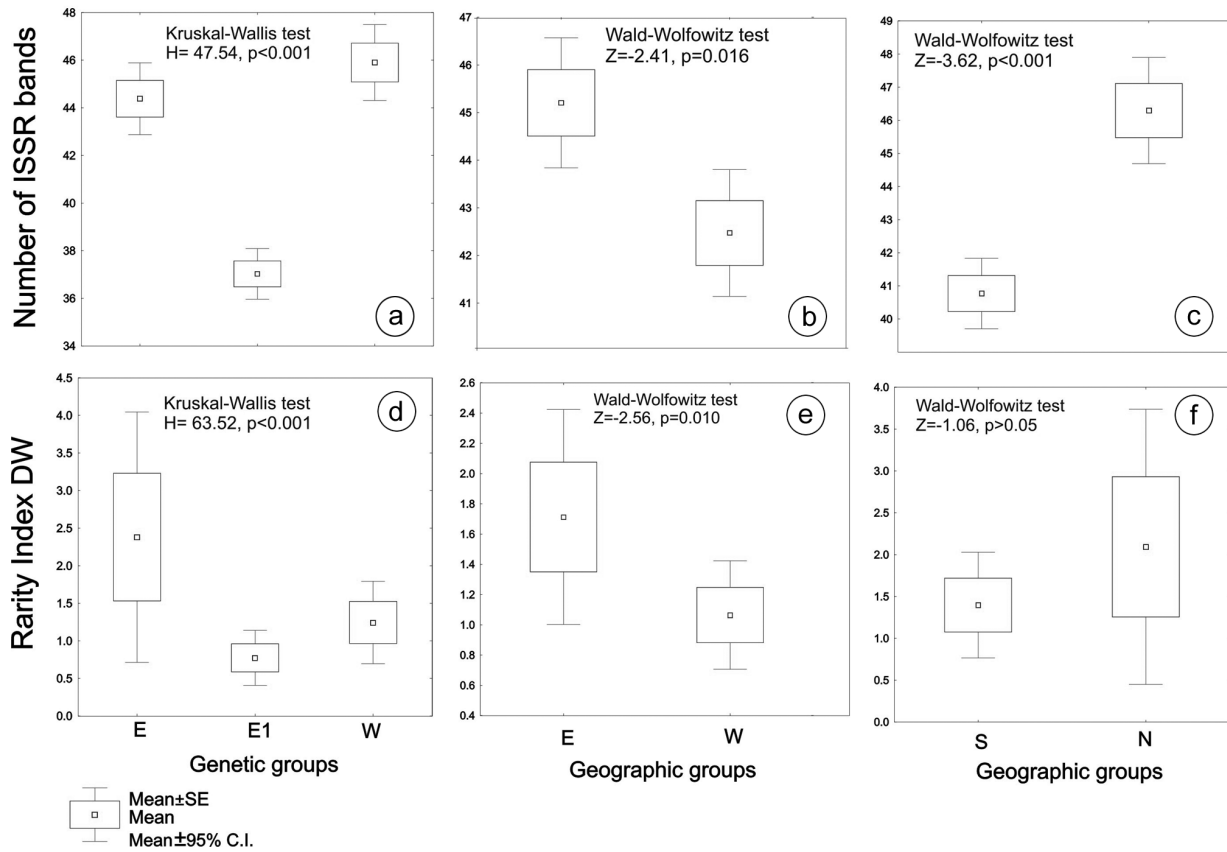 Number of ISSR bands
48
46
44
42
40
38
36
34
Kruskal-Wallis test
H= 47.54, p<0.001
a
47
46
45
44
43
42
41
Wald-Wolfowitz test
Z=-2.41, p=0.016
b
49
48
47
46
45
44
43
42
41
40
Wald-Wolfowitz test
Z=-3.62, p<0.001
c
Rarity Index DW
4.5
4.0
3.5
3.0
2.5
2.0
1.5
1.0
0.5
0.0
Kruskal-Wallis test
H= 63.52, p<0.001
d
E E1 W
Genetic groups
2.6
2.4
2.2
2.0
1.8
1.6
1.4
1.2
1.0
0.8
0.6
0.4
Wald-Wolfowitz test
Z=-2.56, p=0.010
e
E W
Geographic groups
4.0
3.5
3.0
2.5
2.0
1.5
1.0
0.5
0.0
Wald-Wolfowitz test
Z=-1.06, p>0.05
f
S N
Geographic groups
Mean±SE
Mean
Mean±95% C.I.